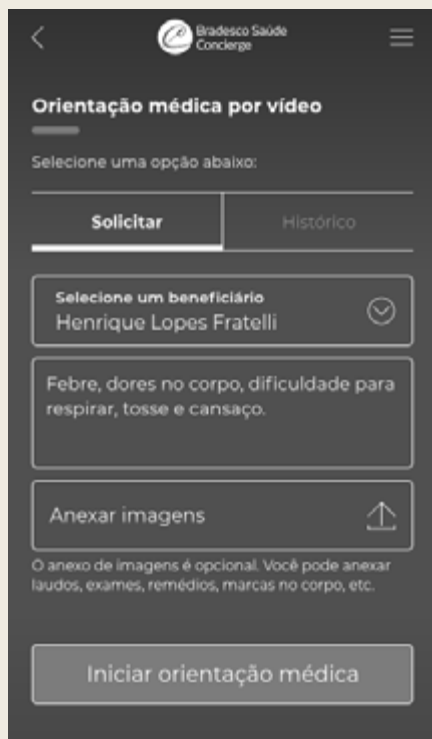 Bradesco Saúde
Concierge
Orientação médica por vídeo
Selecione uma opção abaixo:
Solicitar
Histórico
Selecione um beneficiário
Henrique Lopes Fratelli
Febre, dores no corpo, dificuldade para
respirar, tosse e cansaço.
Anexar imagens
O anexo de imagens é opcional. Você pode anexar
laudos, exames, remédios, marcas no corpo, etc.
Iniciar orientação médica